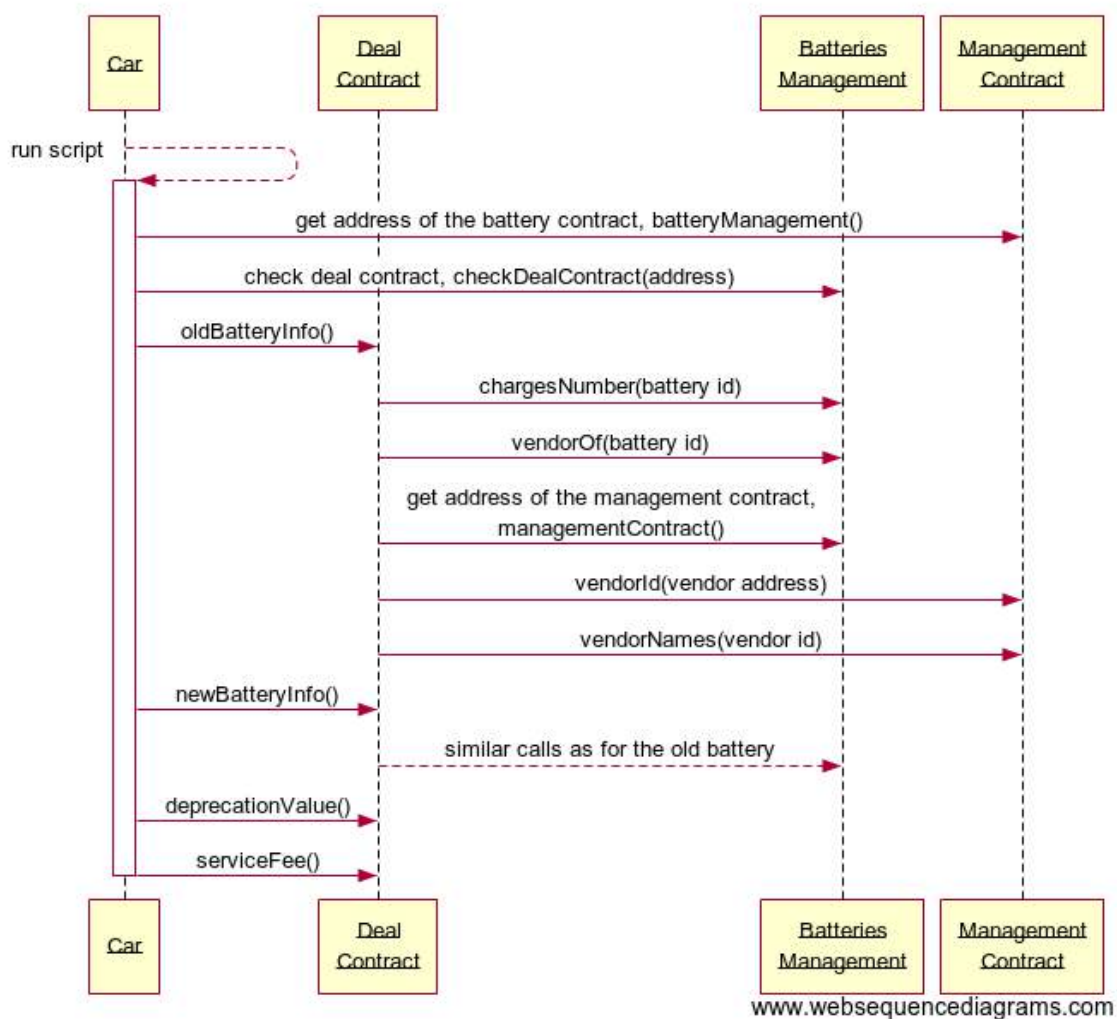 Car
Deal
Contract
Batteries
Management
Management
Contract
run script
get address of the battery contract, batteryManagement()
check deal contract, checkDealContract(address)
oldBatteryInfo()
chargesNumber(battery id)
vendorOf(battery id)
get address of the management contract,
managementContract()
vendorId(vendor address)
vendorNames(vendor id)
newBatteryInfo()
similar calls as for the old battery
deprecationValue()
serviceFee()
Car
Deal
Contract
Batteries
Management
Management
Contract
www.websequencediagrams.com